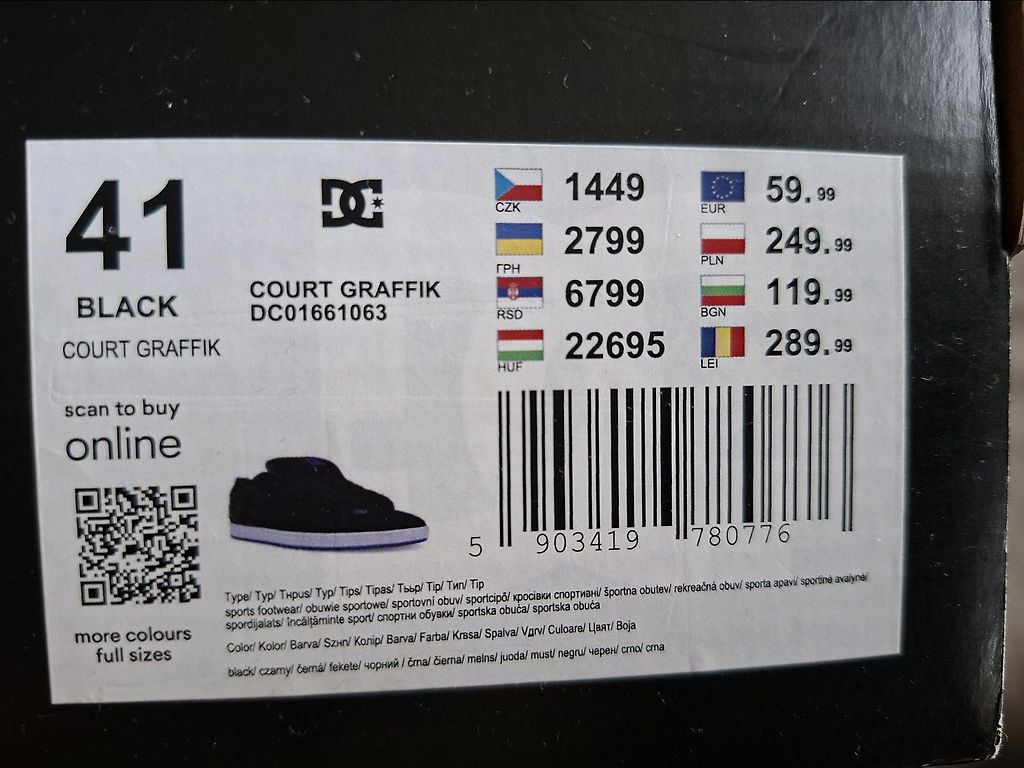 41
BLACK
COURT GRAFFIK
DC
COURT GRAFFIK
DC01661063
CZK 1449
ГРН 2799
RSD 6799
HUF 22695
EUR 59.99
PLN 249.99
BGN 119.99
LEI 289.99
scan to buy
online
more colours
full sizes
5 903419 780776
Type/ Typ/ Típus/ Typ/ Tips/ Tipas/ Тьър/ Tip/ Тип/ Tip
sports footwear/ obuwie sportowe/ sportovní obuv/ sportcipő/ кросівки спортивні/ športna obutev/ rekreačná obuv/ sporta apavi/ sportinė avalynė/
spordijalats/ încălțăminte sport/ спортни обувки/ sportska obuća/ sportska obuća
Color/ Kolor/ Barva/ Szнn/ Колір/ Barva/ Farba/ Krвsa/ Spalva/ Vдrv/ Culoare/ Цвят/ Boja
black/ czarny/ černá/ fekete/ чорний / črna/ čierna/ melns/ juoda/ must/ negru/ черен/ crno/ crna